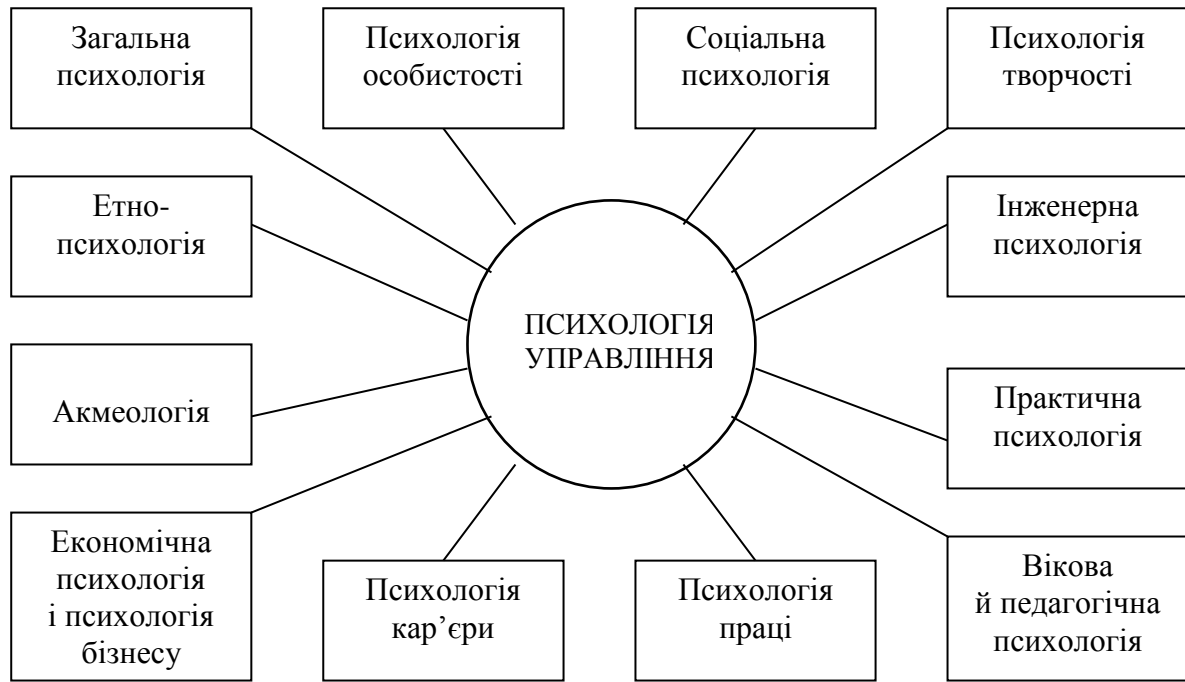 Загальна
психологія
Психологія
особистості
Соціальна
психологія
Психологія
творчості
Етно-
психологія
Інженерна
психологія
ПСИХОЛОГІЯ
УПРАВЛІННЯ
Акмеологія
Практична
психологія
Економічна
психологія
і психологія
бізнесу
Психологія
кар’єри
Психологія
праці
Вікова
й педагогічна
психологія